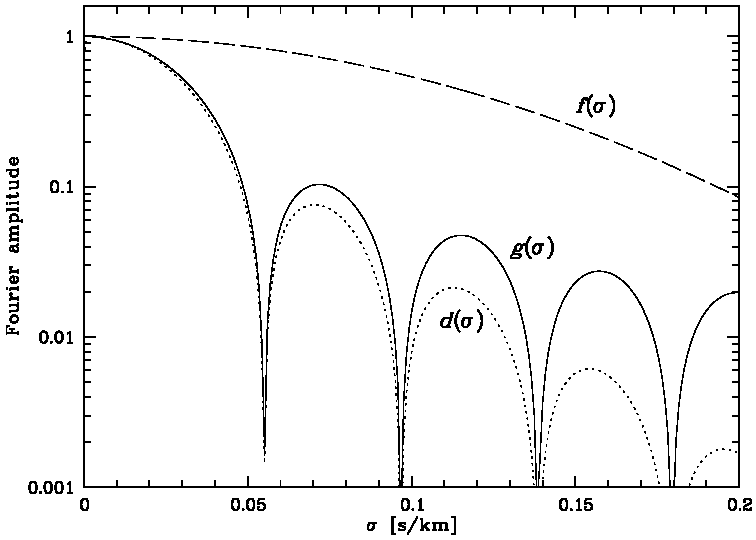 1
f(σ)
0.1
g(σ)
d(σ)
0.01
0.001
0 0.05 0.1 0.15 0.2
σ [s/km]
Fourier amplitude